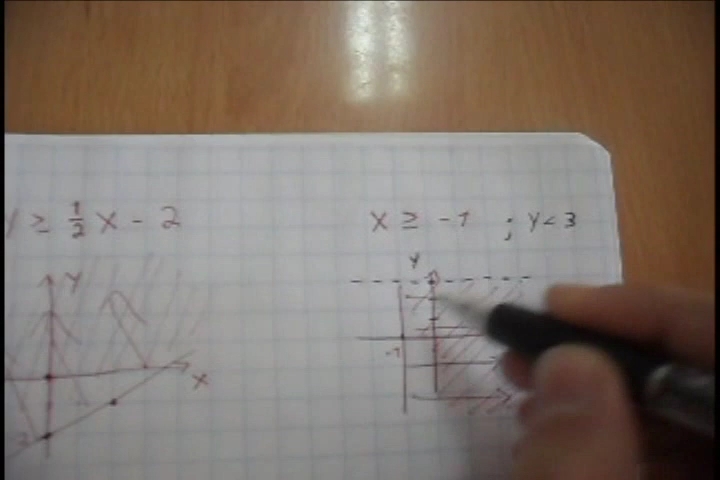 y ≥ 1/2 x - 2
x ≥ -1 ; y < 3
y
y
-1
x
-2